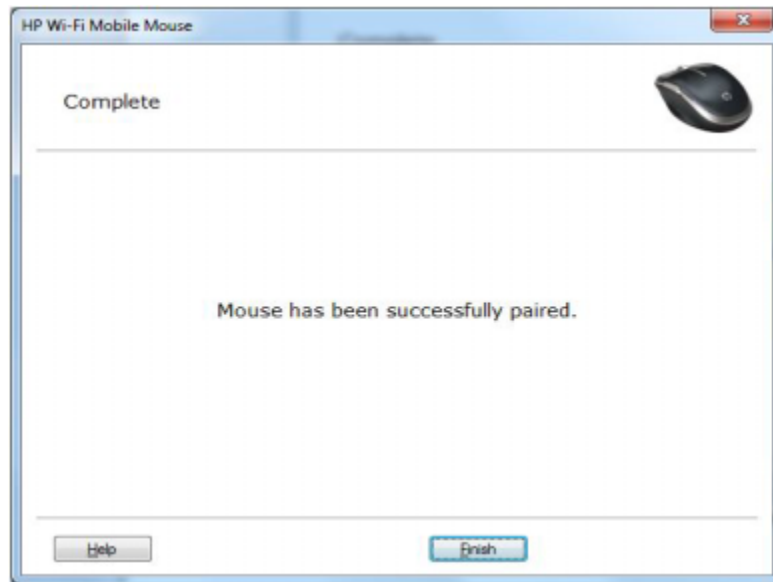 HP Wi-Fi Mobile Mouse
Complete
Mouse has been successfully paired.
Help
Finish